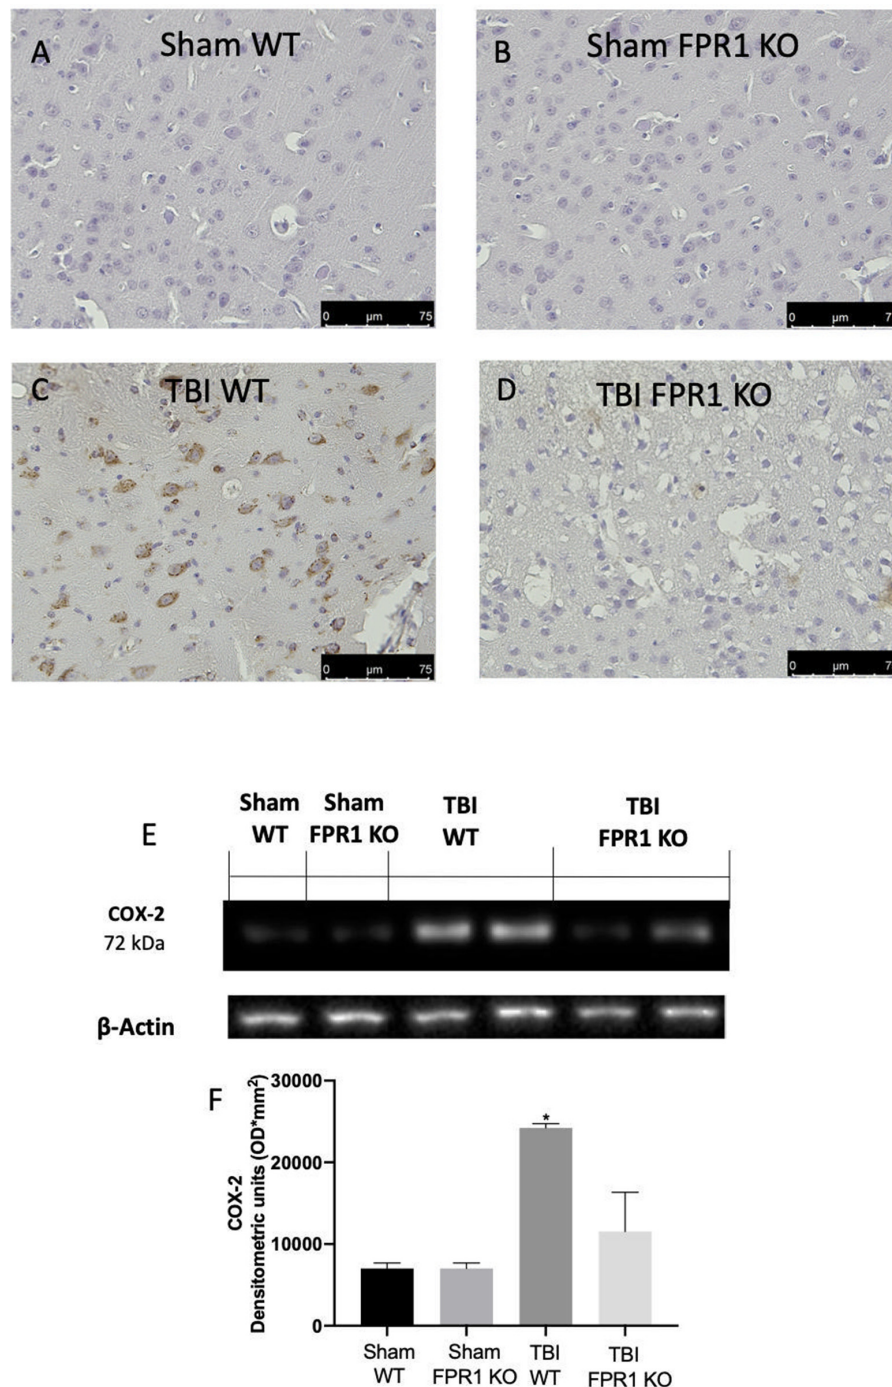 A
Sham WT
B
Sham FPR1 KO
0 µm 75
0 µm 7
C
TBI WT
D
TBI FPR1 KO
0 µm 75
0 µm 7
E
Sham WT
Sham FPR1 KO
TBI WT
TBI FPR1 KO
COX-2
72 kDa
β-Actin
F
COX-2
Densitometric units (OD*mm²)
30000
20000
10000
0
*
Sham WT
Sham FPR1 KO
TBI WT
TBI FPR1 KO